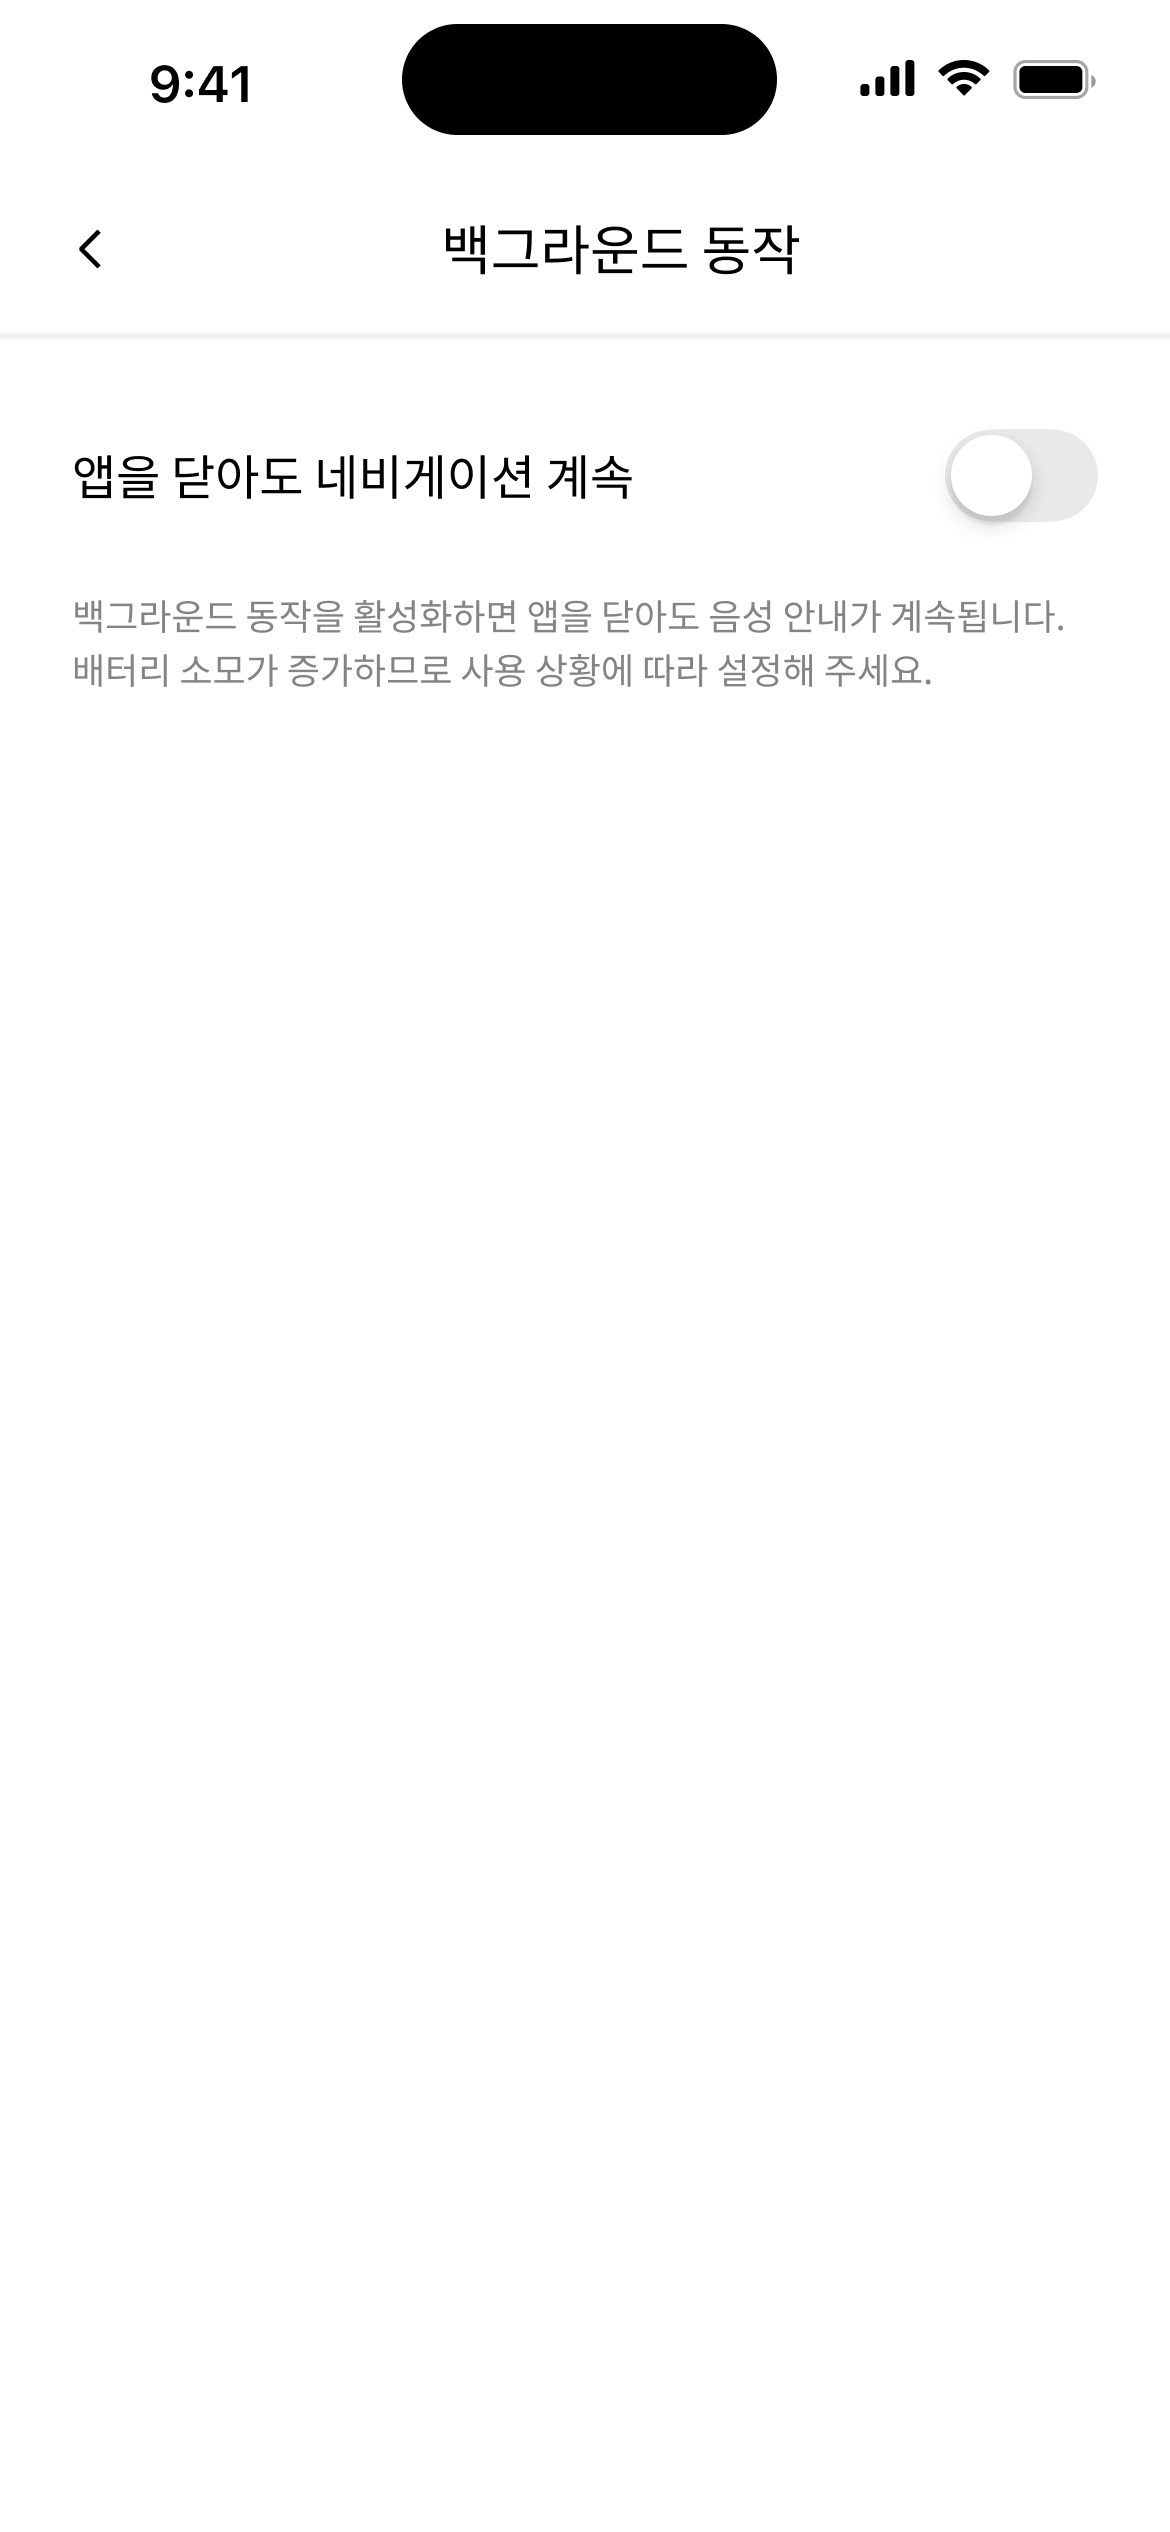 9:41
백그라운드 동작
앱을 닫아도 네비게이션 계속
백그라운드 동작을 활성화하면 앱을 닫아도 음성 안내가 계속됩니다.
배터리 소모가 증가하므로 사용 상황에 따라 설정해 주세요.